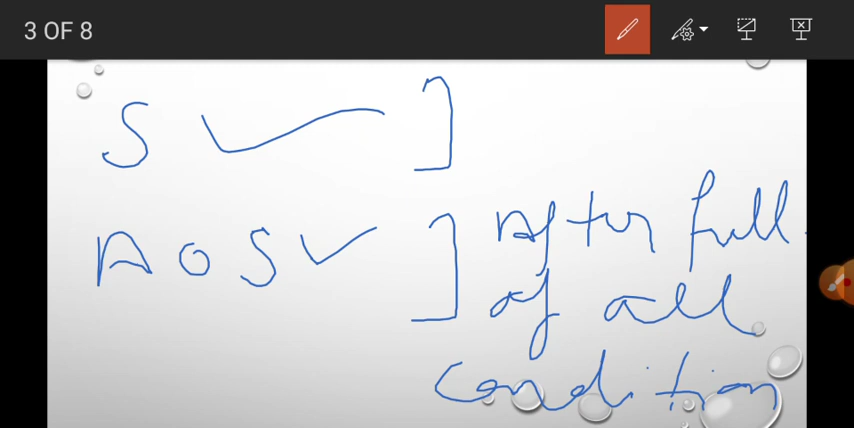 3 OF 8
S
AOS
After full
of all
condition